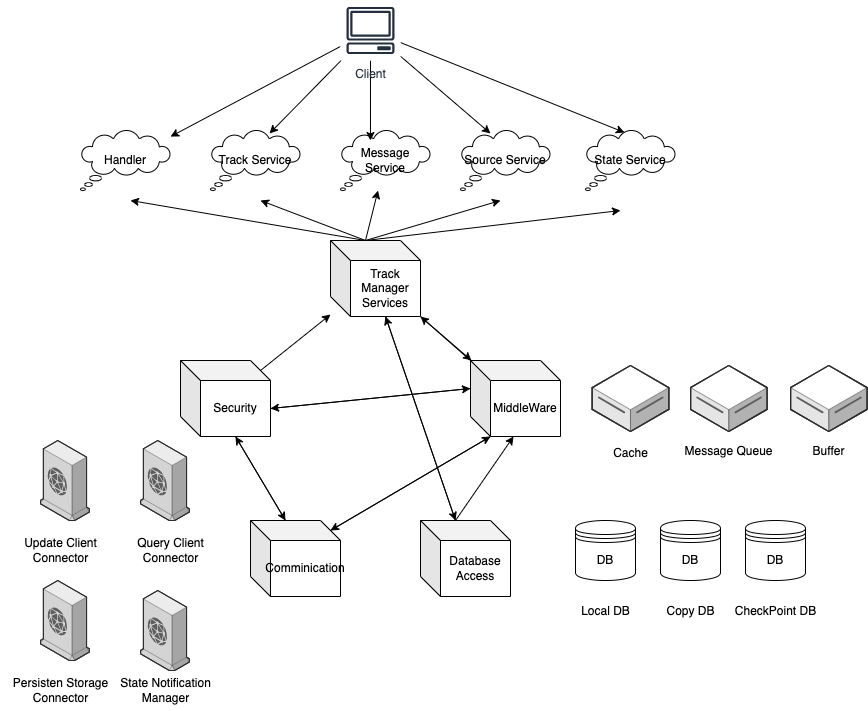 Client
Handler
Track Service
Message
Service
Source Service
State Service
Track
Manager
Services
Security
MiddleWare
Cache
Message Queue
Buffer
Update Client
Connector
Query Client
Connector
Comminication
Database
Access
DB
DB
DB
Local DB
Copy DB
CheckPoint DB
Persisten Storage
Connector
State Notification
Manager